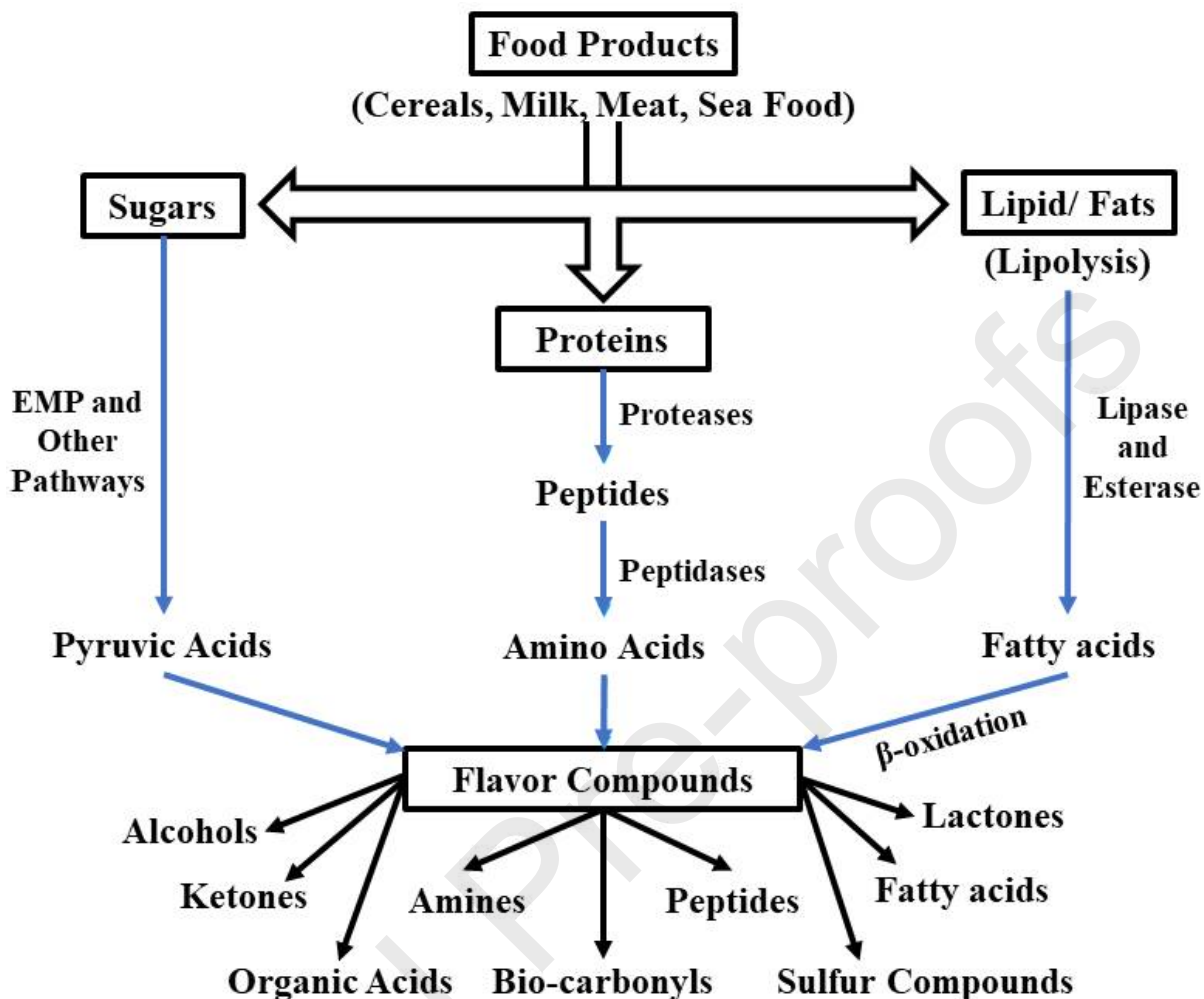 Food Products
(Cereals, Milk, Meat, Sea Food)
Sugars
Lipid/ Fats
(Lipolysis)
Proteins
EMP and
Other
Pathways
Proteases
Lipase
and
Esterase
Peptides
Peptidases
Pyruvic Acids
Amino Acids
Fatty acids
β-oxidation
Flavor Compounds
Alcohols
Ketones
Organic Acids
Amines
Bio-carbonyls
Peptides
Lactones
Fatty acids
Sulfur Compounds
Pre-proofs